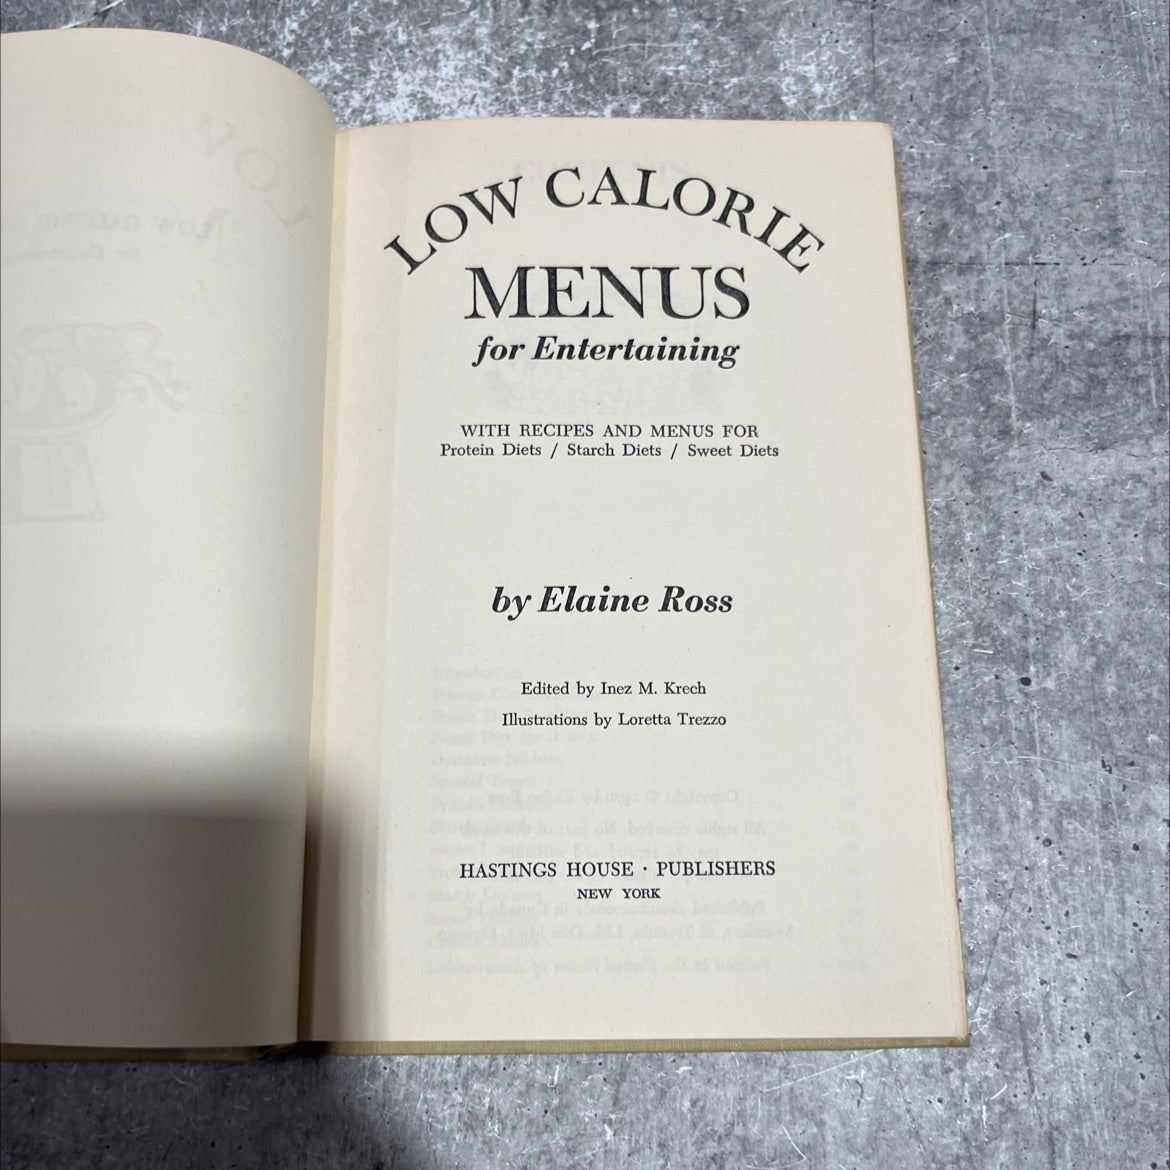 LOW CALORIE
MENUS
for Entertaining
WITH RECIPES AND MENUS FOR
Protein Diets / Starch Diets / Sweet Diets
by Elaine Ross
Edited by Inez M. Krech
Illustrations by Loretta Trezzo
HASTINGS HOUSE · PUBLISHERS
NEW YORK